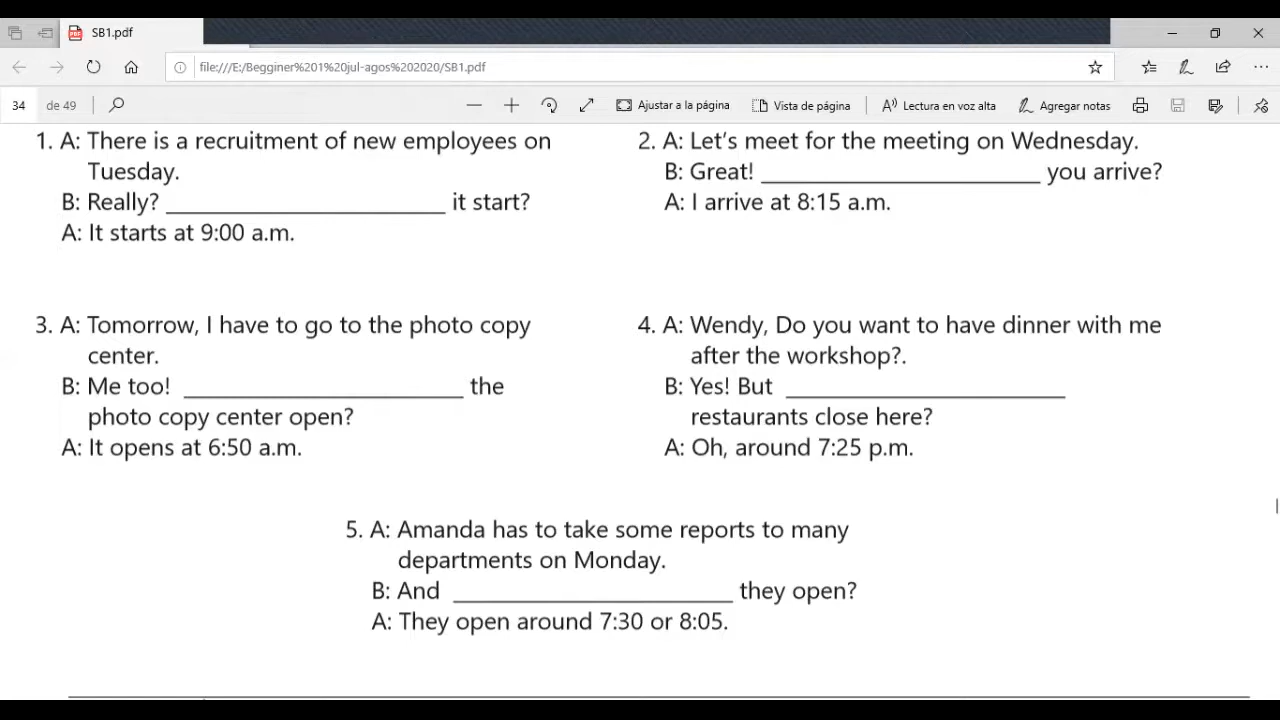 SB1.pdf
file:///E:/Begginer%201%20jul-agos%202020/SB1.pdf
34 de 49
Ajustar a la página
Vista de página
Lectura en voz alta
Agregar notas
1. A: There is a recruitment of new employees on
Tuesday.
B: Really? ______________________ it start?
A: It starts at 9:00 a.m.
2. A: Let's meet for the meeting on Wednesday.
B: Great! ______________________ you arrive?
A: I arrive at 8:15 a.m.
3. A: Tomorrow, I have to go to the photo copy
center.
B: Me too! ______________________ the
photo copy center open?
A: It opens at 6:50 a.m.
4. A: Wendy, Do you want to have dinner with me
after the workshop?.
B: Yes! But ______________________
restaurants close here?
A: Oh, around 7:25 p.m.
5. A: Amanda has to take some reports to many
departments on Monday.
B: And ______________________ they open?
A: They open around 7:30 or 8:05.